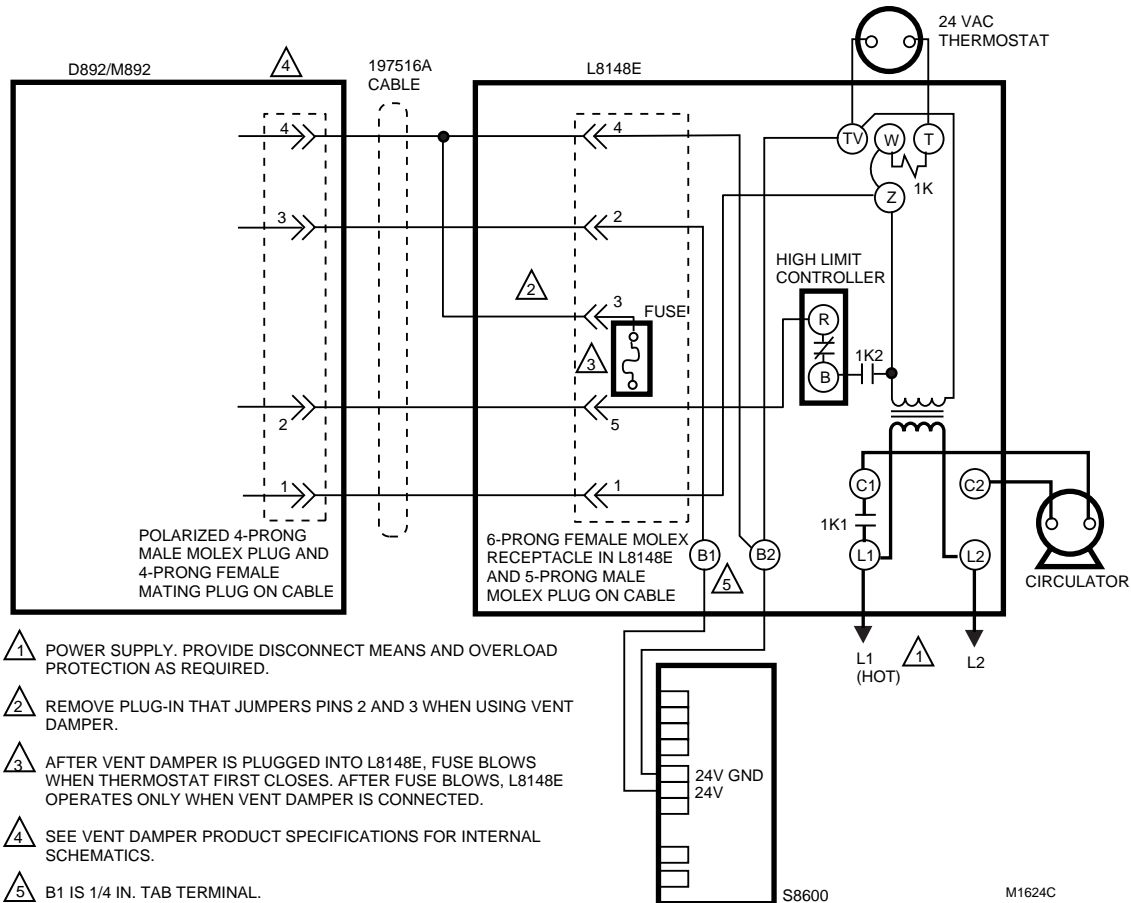 24 VAC
THERMOSTAT
D892/M892
4
197516A
CABLE
L8148E
4
4
TV
W
T
1K
Z
3
2
HIGH LIMIT
CONTROLLER
2
3
FUSE
R
3
1K2
B
2
5
C1
C2
1
1
1K1
POLARIZED 4-PRONG
MALE MOLEX PLUG AND
4-PRONG FEMALE
MATING PLUG ON CABLE
6-PRONG FEMALE MOLEX
RECEPTACLE IN L8148E
AND 5-PRONG MALE
MOLEX PLUG ON CABLE
B1
B2
5
L1
L2
CIRCULATOR
L1
(HOT)
1
L2
1 POWER SUPPLY. PROVIDE DISCONNECT MEANS AND OVERLOAD
PROTECTION AS REQUIRED.
2 REMOVE PLUG-IN THAT JUMPERS PINS 2 AND 3 WHEN USING VENT
DAMPER.
3 AFTER VENT DAMPER IS PLUGGED INTO L8148E, FUSE BLOWS
WHEN THERMOSTAT FIRST CLOSES. AFTER FUSE BLOWS, L8148E
OPERATES ONLY WHEN VENT DAMPER IS CONNECTED.
4 SEE VENT DAMPER PRODUCT SPECIFICATIONS FOR INTERNAL
SCHEMATICS.
5 B1 IS 1/4 IN. TAB TERMINAL.
24V GND
24V
S8600
M1624C